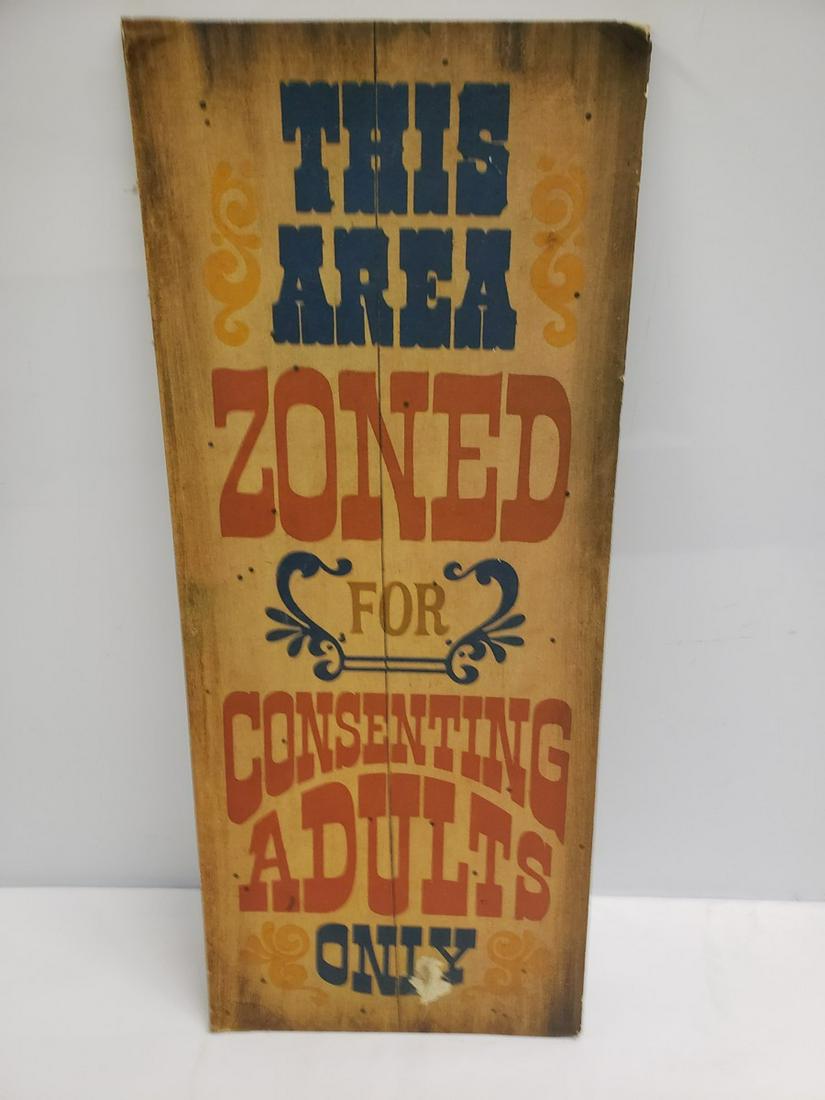 THIS
AREA
ZONED
FOR
CONSENTING
ADULTS
ONLY